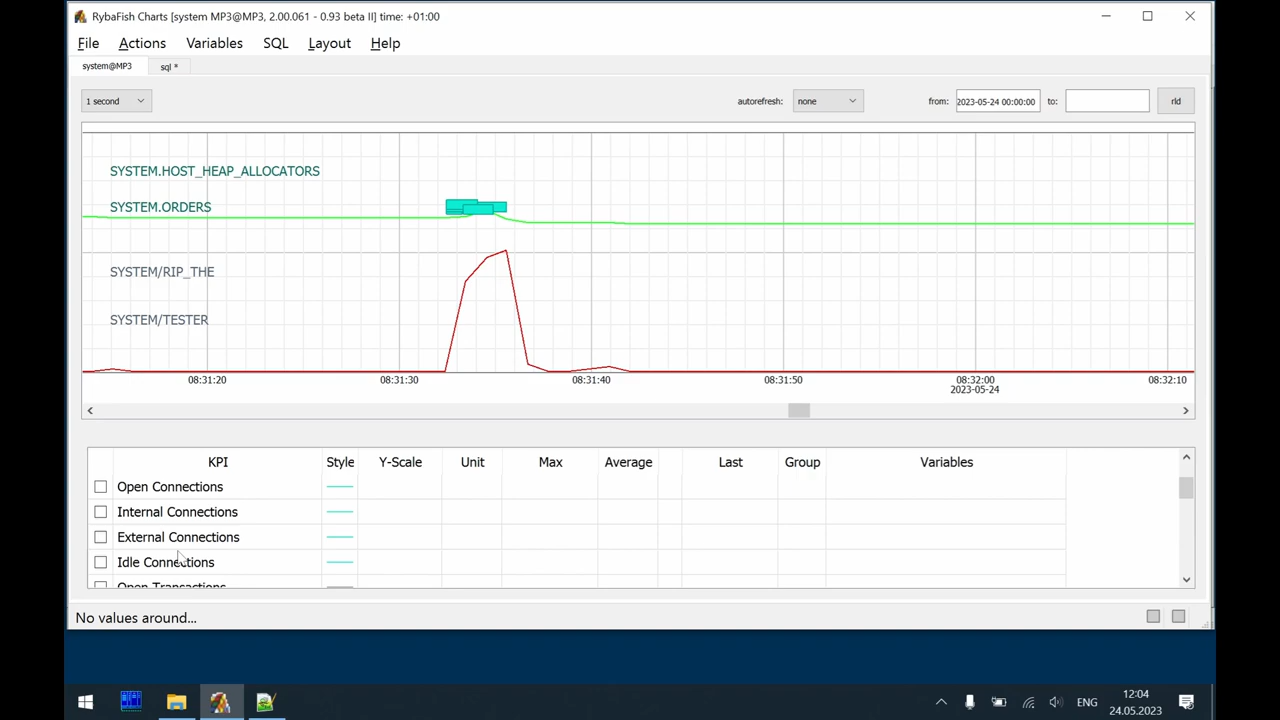 RybaFish Charts [system MP3@MP3, 2.00.061 - 0.93 beta II] time: +01:00
File Actions Variables SQL Layout Help
system@MP3 sql *
1 second autorefresh: none from: 2023-05-24 00:00:00 to: rld
SYSTEM.HOST_HEAP_ALLOCATORS
SYSTEM.ORDERS
SYSTEM/RIP_THE
SYSTEM/TESTER
08:31:20 08:31:30 08:31:40 08:31:50 08:32:00 08:32:10
2023-05-24
KPI Style Y-Scale Unit Max Average Last Group Variables
Open Connections
Internal Connections
External Connections
Idle Connections
Open Transactions
No values around...
ENG 12:04
24.05.2023